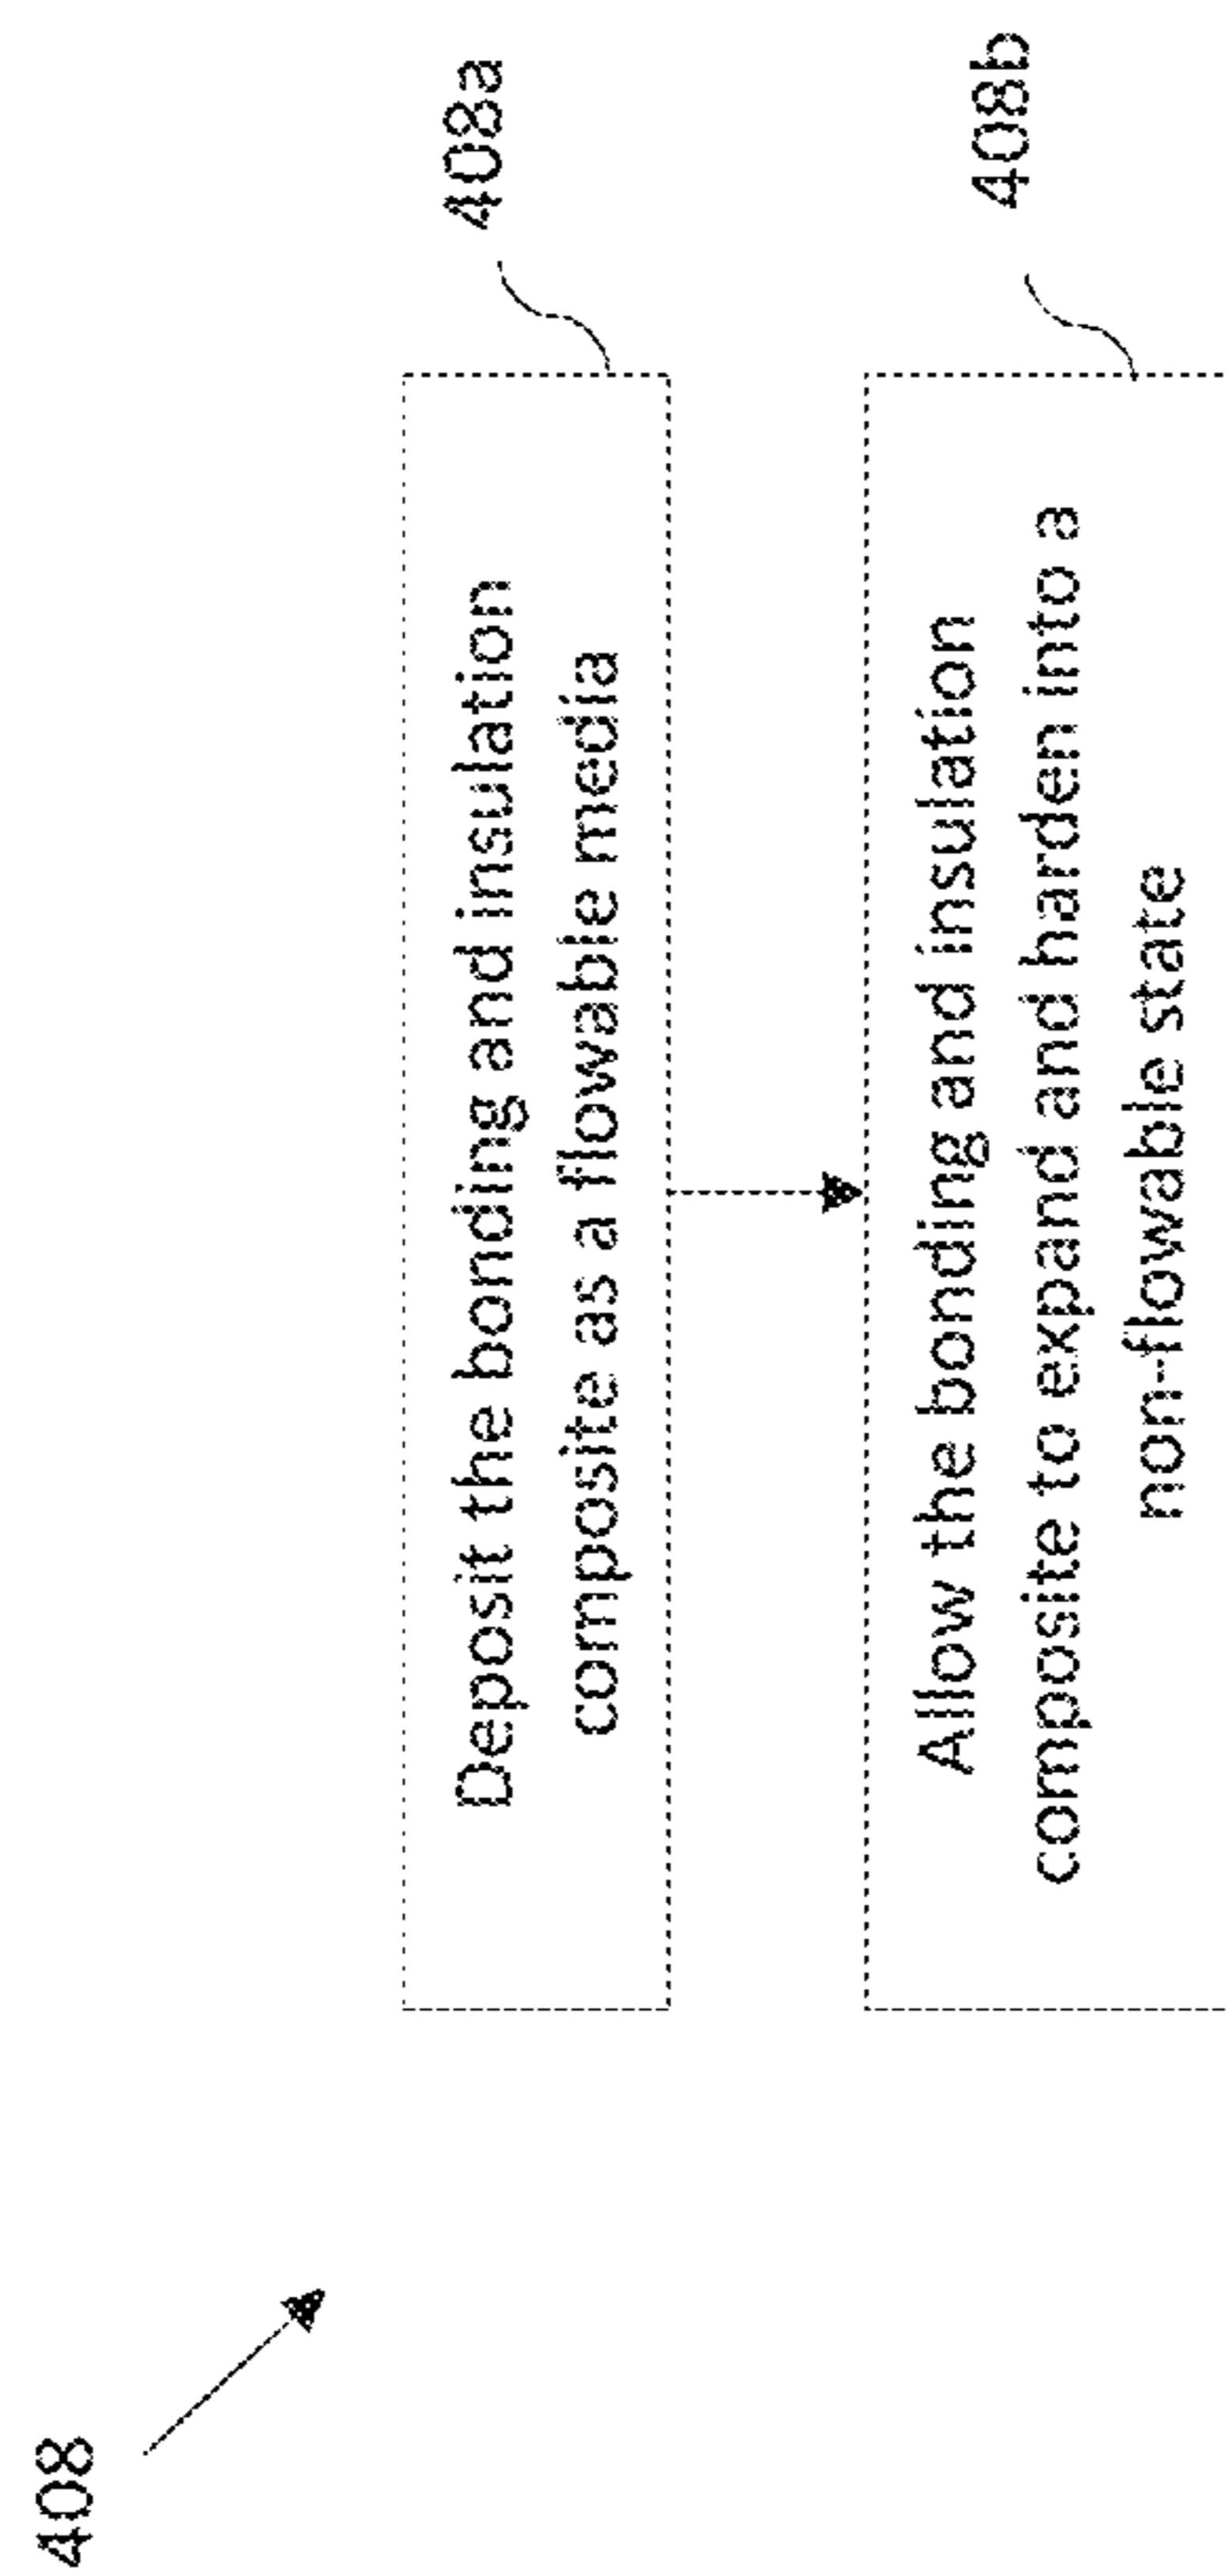 408
Deposit the bonding and insulation
composite as a flowable media
408a
Allow the bonding and insulation
composite to expand and harden into a
non-flowable state
408b